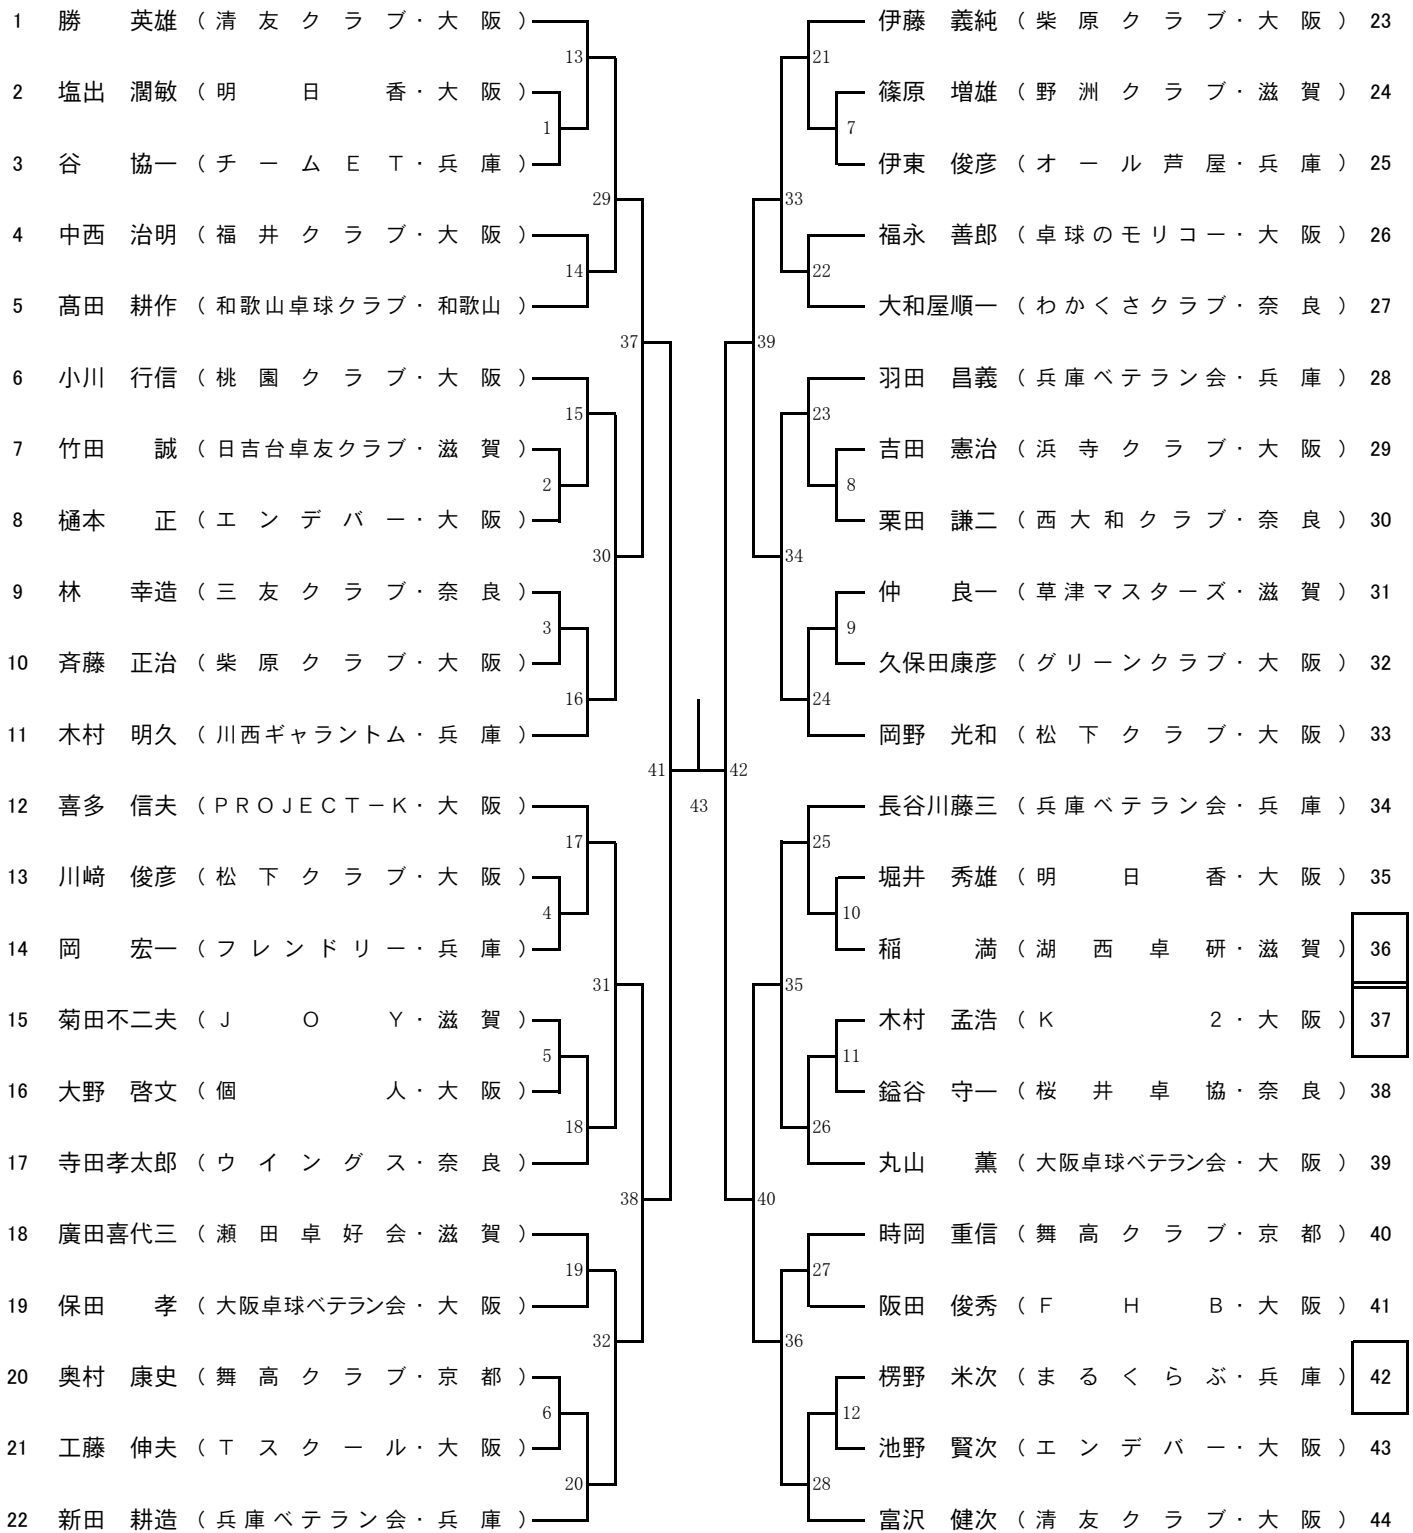 1 勝 英雄 (清友クラブ・大阪)
13
2 塩出 濶敏 (明日香・大阪)
1
3 谷 協一 (チームET・兵庫)
29
4 中西 治明 (福井クラブ・大阪)
14
5 髙田 耕作 (和歌山卓球クラブ・和歌山)
37
6 小川 行信 (桃園クラブ・大阪)
15
7 竹田 誠 (日吉台卓友クラブ・滋賀)
2
8 樋本 正 (エンデバー・大阪)
30
9 林 幸造 (三友クラブ・奈良)
3
10 斉藤 正治 (柴原クラブ・大阪)
16
11 木村 明久 (川西ギャラントム・兵庫)
41
12 喜多 信夫 (PROJECT-K・大阪)
17
13 川﨑 俊彦 (松下クラブ・大阪)
4
14 岡 宏一 (フレンドリー・兵庫)
31
15 菊田不二夫 (JOY・滋賀)
5
16 大野 啓文 (個人・大阪)
18
17 寺田孝太郎 (ウイングス・奈良)
38
18 廣田喜代三 (瀬田卓好会・滋賀)
19
19 保田 孝 (大阪卓球ベテラン会・大阪)
32
20 奥村 康史 (舞高クラブ・京都)
6
21 工藤 伸夫 (Tスクール・大阪)
20
22 新田 耕造 (兵庫ベテラン会・兵庫)
43
伊藤 義純 (柴原クラブ・大阪) 23
21
篠原 増雄 (野洲クラブ・滋賀) 24
7
伊東 俊彦 (オール芦屋・兵庫) 25
33
福永 善郎 (卓球のモリコー・大阪) 26
22
大和屋順一 (わかくさクラブ・奈良) 27
39
羽田 昌義 (兵庫ベテラン会・兵庫) 28
23
吉田 憲治 (浜寺クラブ・大阪) 29
8
栗田 謙二 (西大和クラブ・奈良) 30
34
仲 良一 (草津マスターズ・滋賀) 31
9
久保田康彦 (グリーンクラブ・大阪) 32
24
岡野 光和 (松下クラブ・大阪) 33
42
長谷川藤三 (兵庫ベテラン会・兵庫) 34
25
堀井 秀雄 (明日香・大阪) 35
10
稲 満 (湖西卓研・滋賀) 36
35
木村 孟浩 (K2・大阪) 37
11
鎰谷 守一 (桜井卓協・奈良) 38
26
丸山 薫 (大阪卓球ベテラン会・大阪) 39
40
時岡 重信 (舞高クラブ・京都) 40
27
阪田 俊秀 (FHB・大阪) 41
36
楞野 米次 (まるくらぶ・兵庫) 42
12
池野 賢次 (エンデバー・大阪) 43
28
富沢 健次 (清友クラブ・大阪) 44